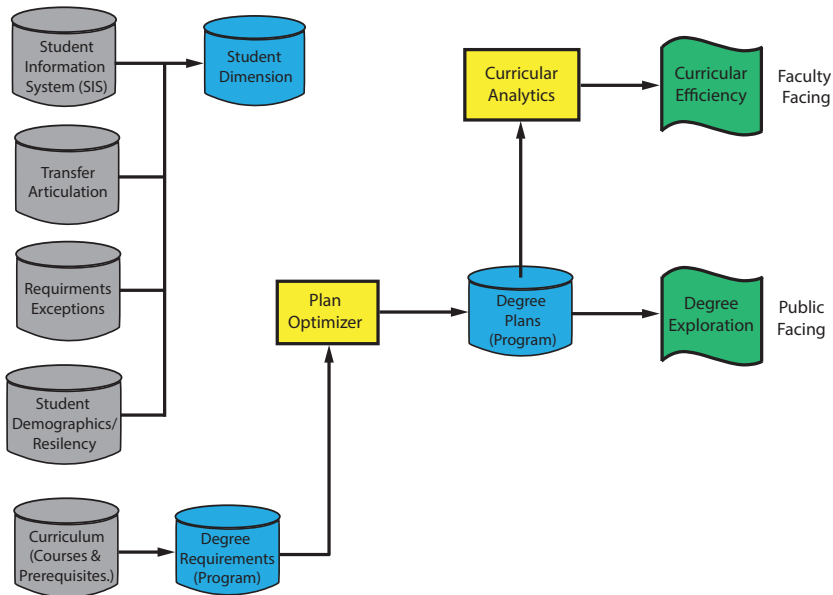 Student
Information
System (SIS)
Student
Dimension
Transfer
Articulation
Requirments
Exceptions
Student
Demographics/
Resilency
Curriculum
(Courses &
Prerequisites.)
Degree
Requirements
(Program)
Plan
Optimizer
Degree
Plans
(Program)
Curricular
Analytics
Curricular
Efficiency
Faculty
Facing
Degree
Exploration
Public
Facing